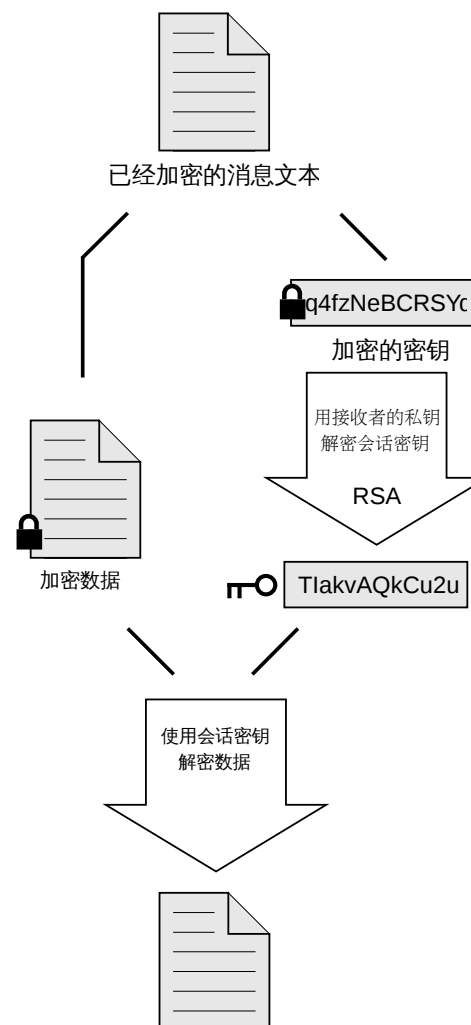 已经加密的消息文本
q4fzNeBCRSYc
加密的密钥
用接收者的私钥
解密会话密钥
RSA
加密数据
TIakvAQkCu2u
使用会话密钥
解密数据